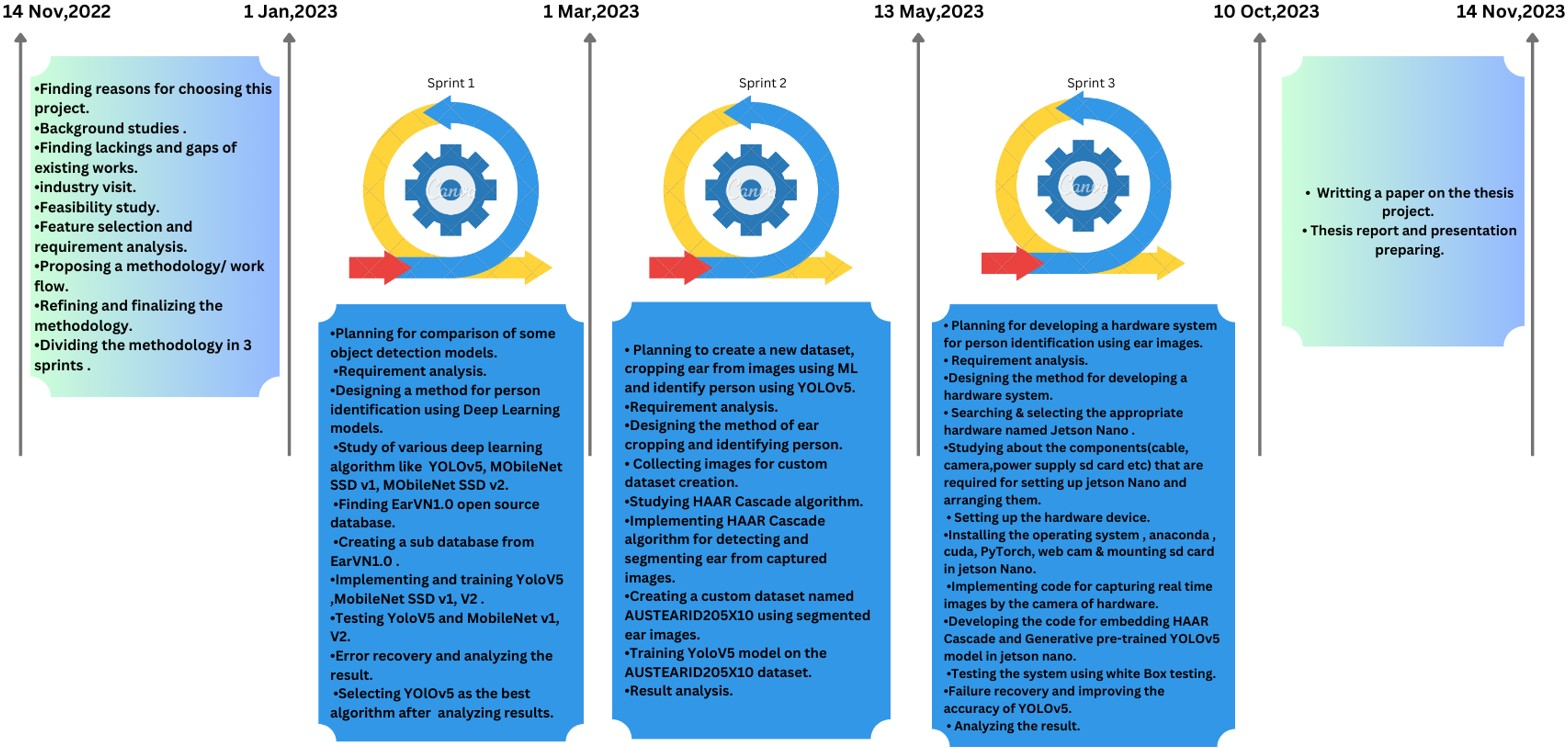 14 Nov,2022
1 Jan,2023
1 Mar,2023
13 May,2023
10 Oct,2023
14 Nov,2023
•Finding reasons for choosing this
project.
•Background studies .
•Finding lackings and gaps of
existing works.
•industry visit.
•Feasibility study.
•Feature selection and
requirement analysis.
•Proposing a methodology/ work
flow.
•Refining and finalizing the
methodology.
•Dividing the methodology in 3
sprints .
Sprint 1
Canva
•Planning for comparison of some
object detection models.
•Requirement analysis.
•Designing a method for person
identification using Deep Learning
models.
•Study of various deep learning
algorithm like YOLOv5, MObileNet
SSD v1, MObileNet SSD v2.
•Finding EarVN1.0 open source
database.
•Creating a sub database from
EarVN1.0 .
•Implementing and training YoloV5
,MobileNet SSD v1, V2 .
•Testing YoloV5 and MobileNet v1,
V2.
•Error recovery and analyzing the
result.
•Selecting YOlOv5 as the best
algorithm after analyzing results.
Sprint 2
Canva
• Planning to create a new dataset,
cropping ear from images using ML
and identify person using YOLOv5.
•Requirement analysis.
•Designing the method of ear
cropping and identifying person.
• Collecting images for custom
dataset creation.
•Studying HAAR Cascade algorithm.
•Implementing HAAR Cascade
algorithm for detecting and
segmenting ear from captured
images.
•Creating a custom dataset named
AUSTEARID205X10 using segmented
ear images.
•Training YoloV5 model on the
AUSTEARID205X10 dataset.
•Result analysis.
Sprint 3
Canva
• Planning for developing a hardware system
for person identification using ear images.
• Requirement analysis.
•Designing the method for developing a
hardware system.
• Searching & selecting the appropriate
hardware named Jetson Nano .
•Studying about the components(cable,
camera,power supply sd card etc) that are
required for setting up jetson Nano and
arranging them.
• Setting up the hardware device.
•Installing the operating system , anaconda ,
cuda, PyTorch, web cam & mounting sd card
in jetson Nano.
•Implementing code for capturing real time
images by the camera of hardware.
•Developing the code for embedding HAAR
Cascade and Generative pre-trained YOLOv5
model in jetson nano.
•Testing the system using white Box testing.
•Failure recovery and improving the
accuracy of YOLOv5.
• Analyzing the result.
• Writting a paper on the thesis
project.
• Thesis report and presentation
preparing.